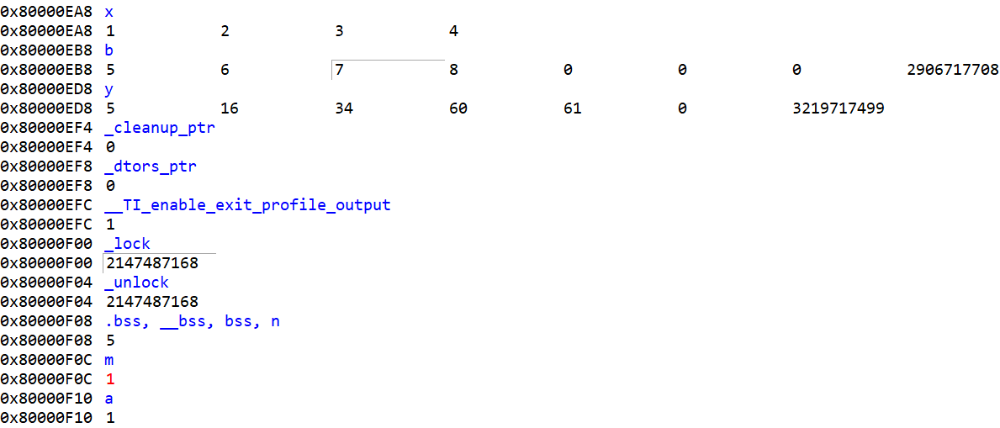 0x80000EA8 x
0x80000EA8 1 2 3 4
0x80000EB8 b
0x80000EB8 5 6 7 8 0 0 0 2906717708
0x80000ED8 y
0x80000ED8 5 16 34 60 61 0 3219717499
0x80000EF4 _cleanup_ptr
0x80000EF4 0
0x80000EF8 _dtors_ptr
0x80000EF8 0
0x80000EFC __TI_enable_exit_profile_output
0x80000EFC 1
0x80000F00 _lock
0x80000F00 2147487168
0x80000F04 _unlock
0x80000F04 2147487168
0x80000F08 .bss, __bss, bss, n
0x80000F08 5
0x80000F0C m
0x80000F0C 1
0x80000F10 a
0x80000F10 1